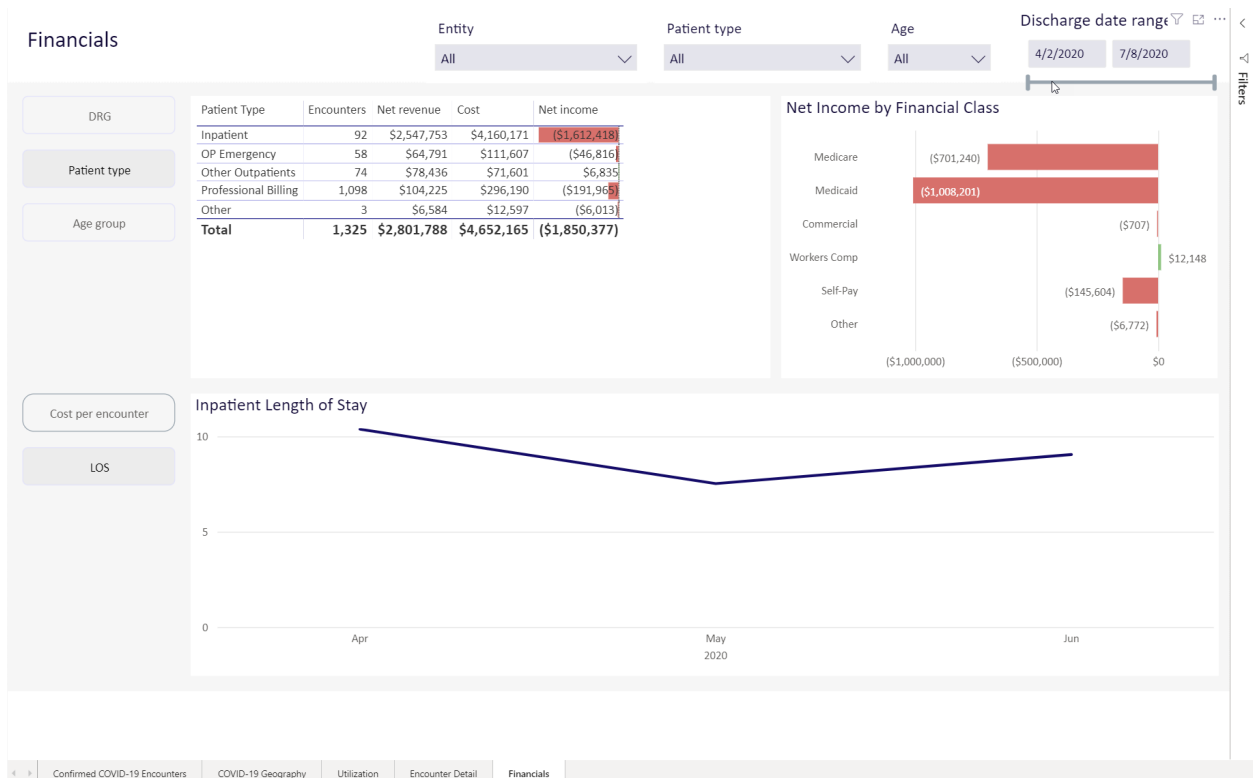 Financials
Entity
All
Patient type
All
Age
All
Discharge date range
4/2/2020 7/8/2020
Filters
DRG
Patient type
Age group
Patient Type Encounters Net revenue Cost Net income
Inpatient 92 $2,547,753 $4,160,171 ($1,612,418)
OP Emergency 58 $64,791 $111,607 ($46,816)
Other Outpatients 74 $78,436 $71,601 $6,835
Professional Billing 1,098 $104,225 $296,190 ($191,965)
Other 3 $6,584 $12,597 ($6,013)
Total 1,325 $2,801,788 $4,652,165 ($1,850,377)
Net Income by Financial Class
Medicare ($701,240)
Medicaid ($1,008,201)
Commercial ($707)
Workers Comp $12,148
Self-Pay ($145,604)
Other ($6,772)
($1,000,000) ($500,000) $0
Cost per encounter
LOS
Inpatient Length of Stay
10
5
0
Apr May Jun
2020
Confirmed COVID-19 Encounters COVID-19 Geography Utilization Encounter Detail Financials